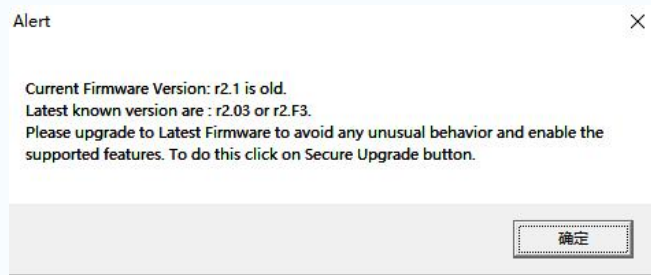 Alert
Current Firmware Version: r2.1 is old.
Latest known version are : r2.03 or r2.F3.
Please upgrade to Latest Firmware to avoid any unusual behavior and enable the
supported features. To do this click on Secure Upgrade button.
确定